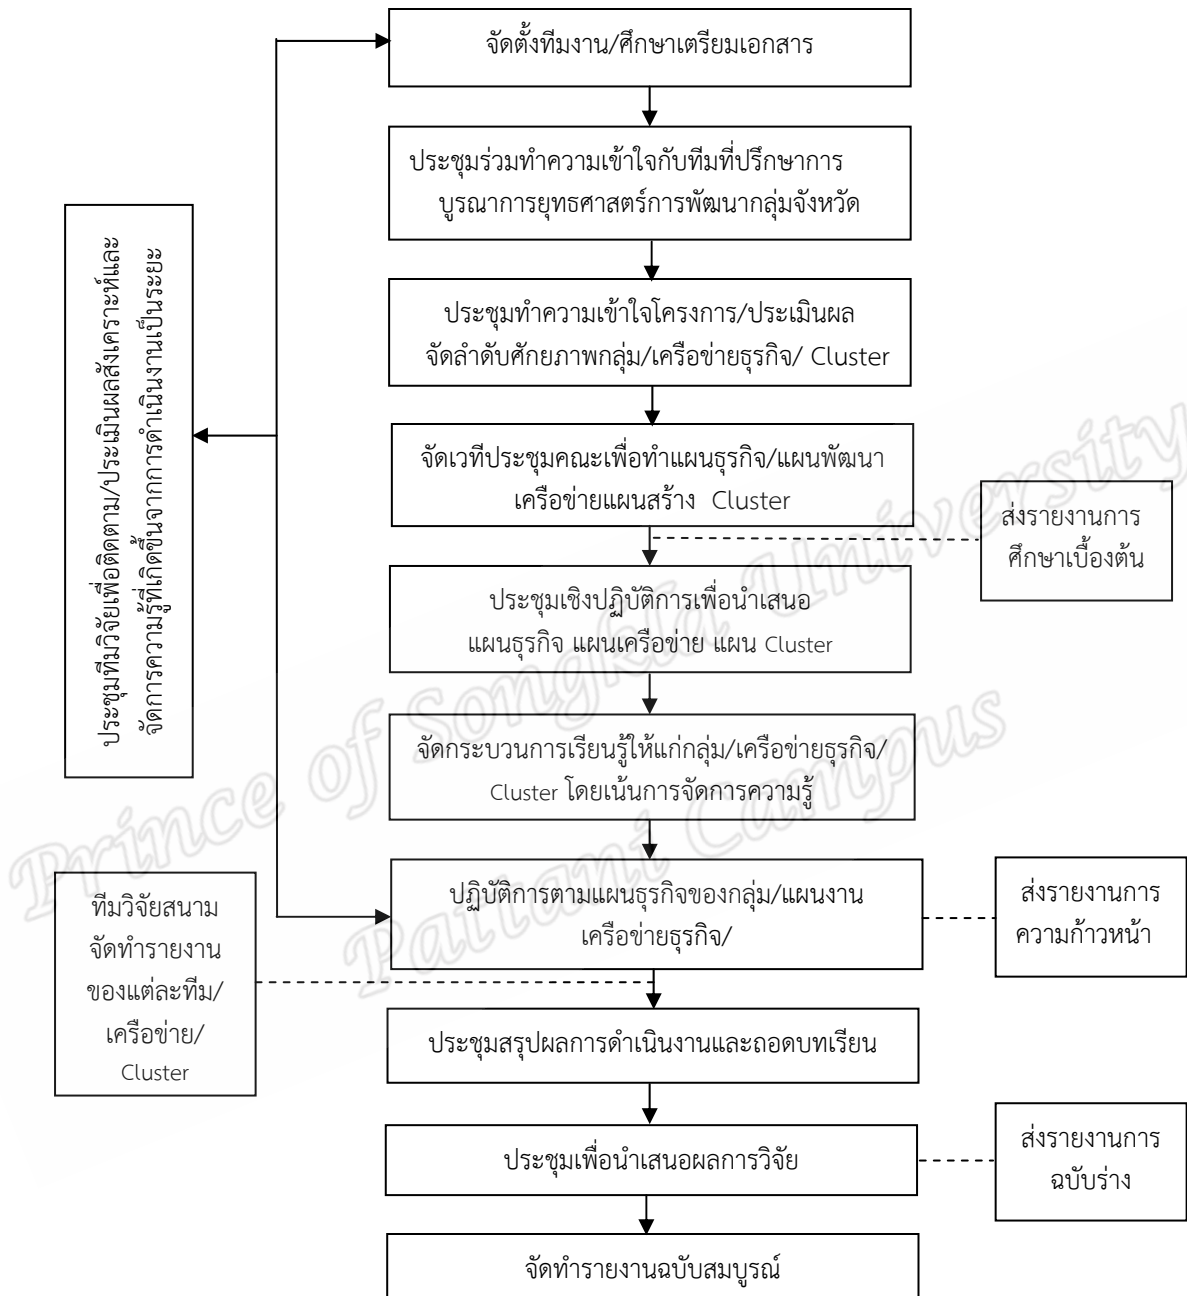 จัดตั้งทีมงาน/ศึกษาเตรียมเอกสาร
ประชุมร่วมทำความเข้าใจกับทีมที่ปรึกษาการ
บูรณาการยุทธศาสตร์การพัฒนากลุ่มจังหวัด
ประชุมทีมวิจัยเพื่อติดตาม/ประเมินผลสังเคราะห์และ
จัดการความรู้ที่เกิดขึ้นจากการดำเนินงานเป็นระยะ
ประชุมทำความเข้าใจโครงการ/ประเมินผล
จัดลำดับศักยภาพกลุ่ม/เครือข่ายธุรกิจ/ Cluster
จัดเวทีประชุมคณะเพื่อทำแผนธุรกิจ/แผนพัฒนา
เครือข่ายแผนสร้าง Cluster
ส่งรายงานการ
ศึกษาเบื้องต้น
ประชุมเชิงปฏิบัติการเพื่อนำเสนอ
แผนธุรกิจ แผนเครือข่าย แผน Cluster
จัดกระบวนการเรียนรู้ให้แก่กลุ่ม/เครือข่ายธุรกิจ/
Cluster โดยเน้นการจัดการความรู้
ปฏิบัติการตามแผนธุรกิจของกลุ่ม/แผนงาน
เครือข่ายธุรกิจ/
ส่งรายงานการ
ความก้าวหน้า
ทีมวิจัยสนาม
จัดทำรายงาน
ของแต่ละทีม/
เครือข่าย/
Cluster
ประชุมสรุปผลการดำเนินงานและถอดบทเรียน
ประชุมเพื่อนำเสนอผลการวิจัย
ส่งรายงานการ
ฉบับร่าง
จัดทำรายงานฉบับสมบูรณ์
Prince of Songkla University
Pattani Campus